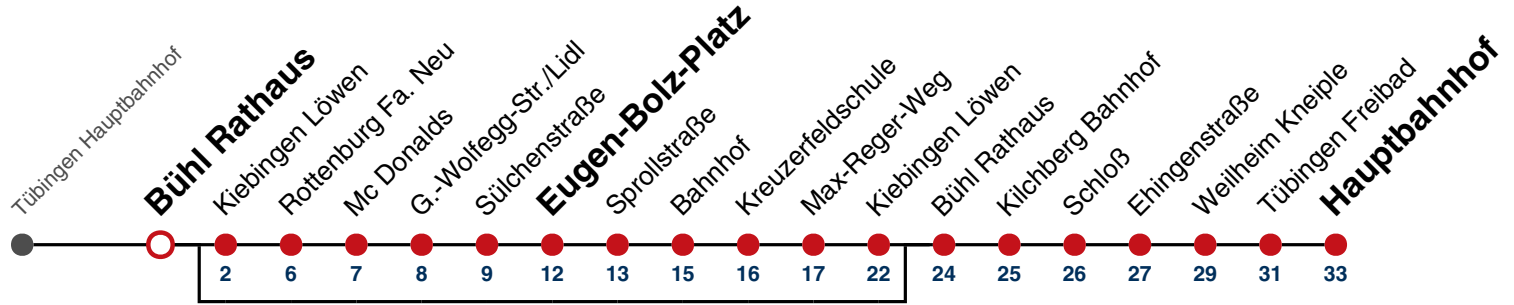 Tübingen Hauptbahnhof
Bühl Rathaus
Kiebingen Löwen
Rottenburg Fa. Neu
Mc Donalds
G.-Wolfegg-Str./Lidl
Sülchenstraße
Eugen-Bolz-Platz
Sprollstraße
Bahnhof
Kreuzerfeldschule
Max-Reger-Weg
Kiebingen Löwen
Bühl Rathaus
Kilchberg Bahnhof
Schloß
Ehingenstraße
Weilheim Kneiple
Tübingen Freibad
Hauptbahnhof
2 6 7 8 9 12 13 15 16 17 22 24 25 26 27 29 31 33